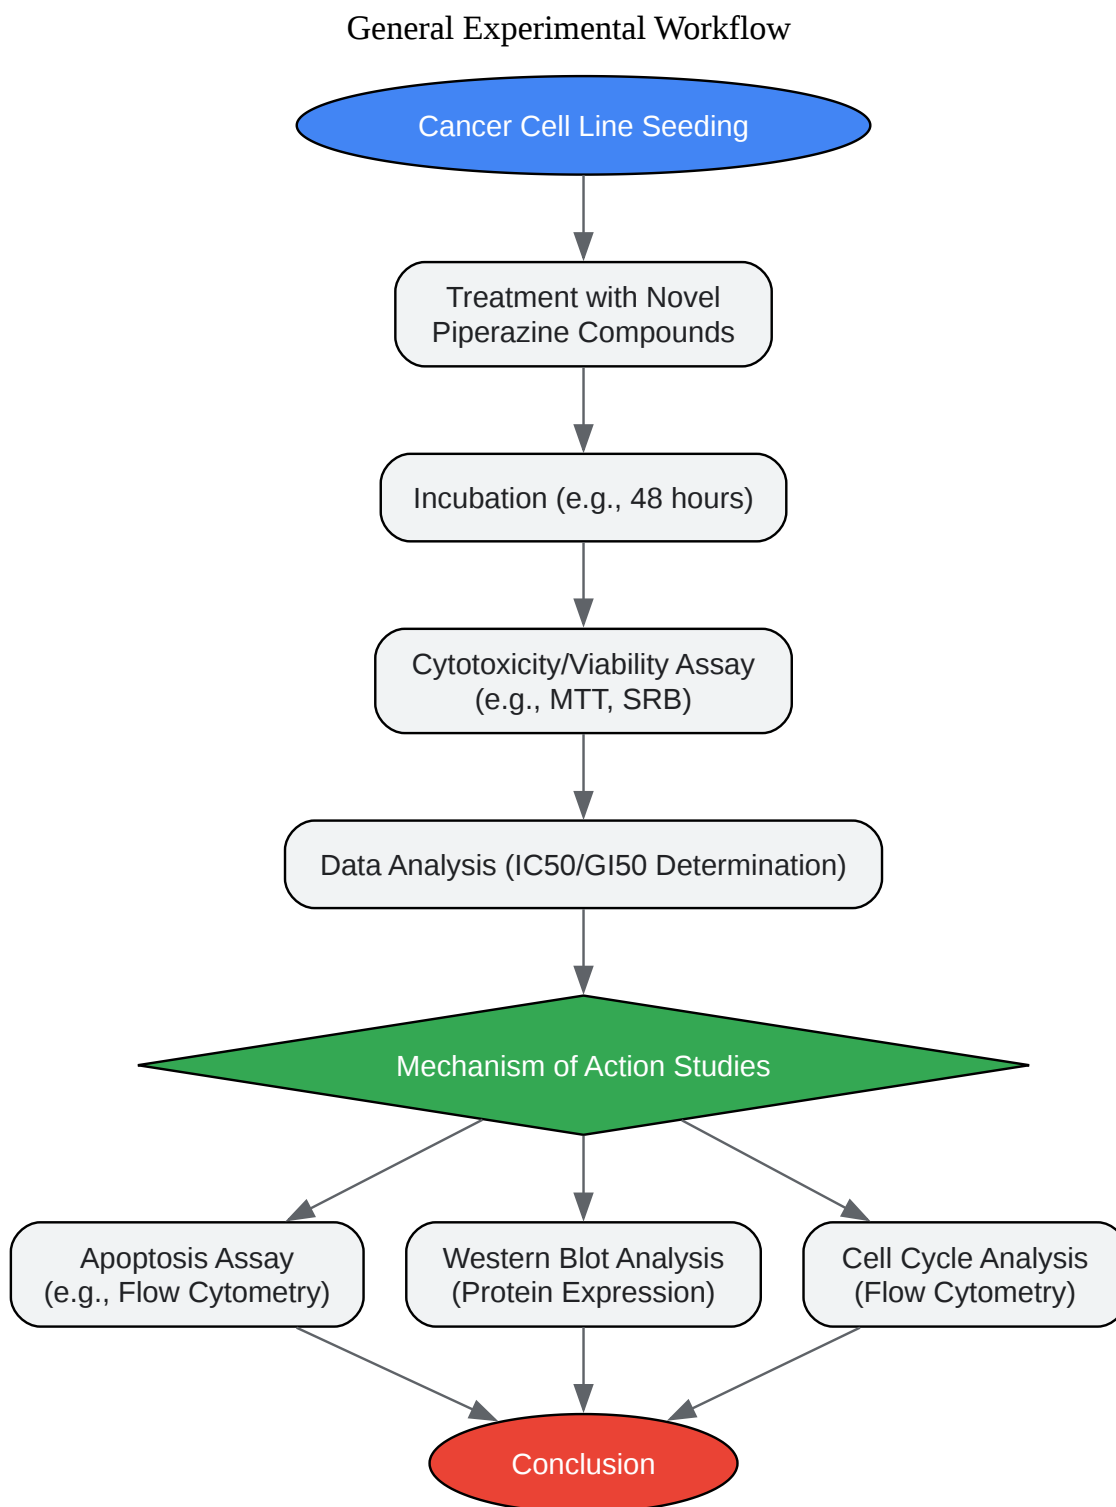 General Experimental Workflow
Cancer Cell Line Seeding
Treatment with Novel
Piperazine Compounds
Incubation (e.g., 48 hours)
Cytotoxicity/Viability Assay
(e.g., MTT, SRB)
Data Analysis (IC50/GI50 Determination)
Mechanism of Action Studies
Apoptosis Assay
(e.g., Flow Cytometry)
Western Blot Analysis
(Protein Expression)
Cell Cycle Analysis
(Flow Cytometry)
Conclusion